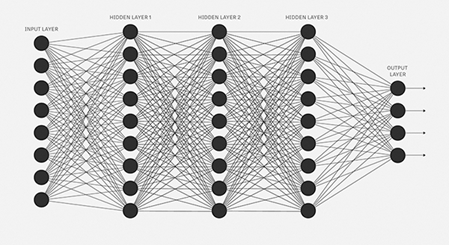 INPUT LAYER
HIDDEN LAYER 1
HIDDEN LAYER 2
HIDDEN LAYER 3
OUTPUT
LAYER